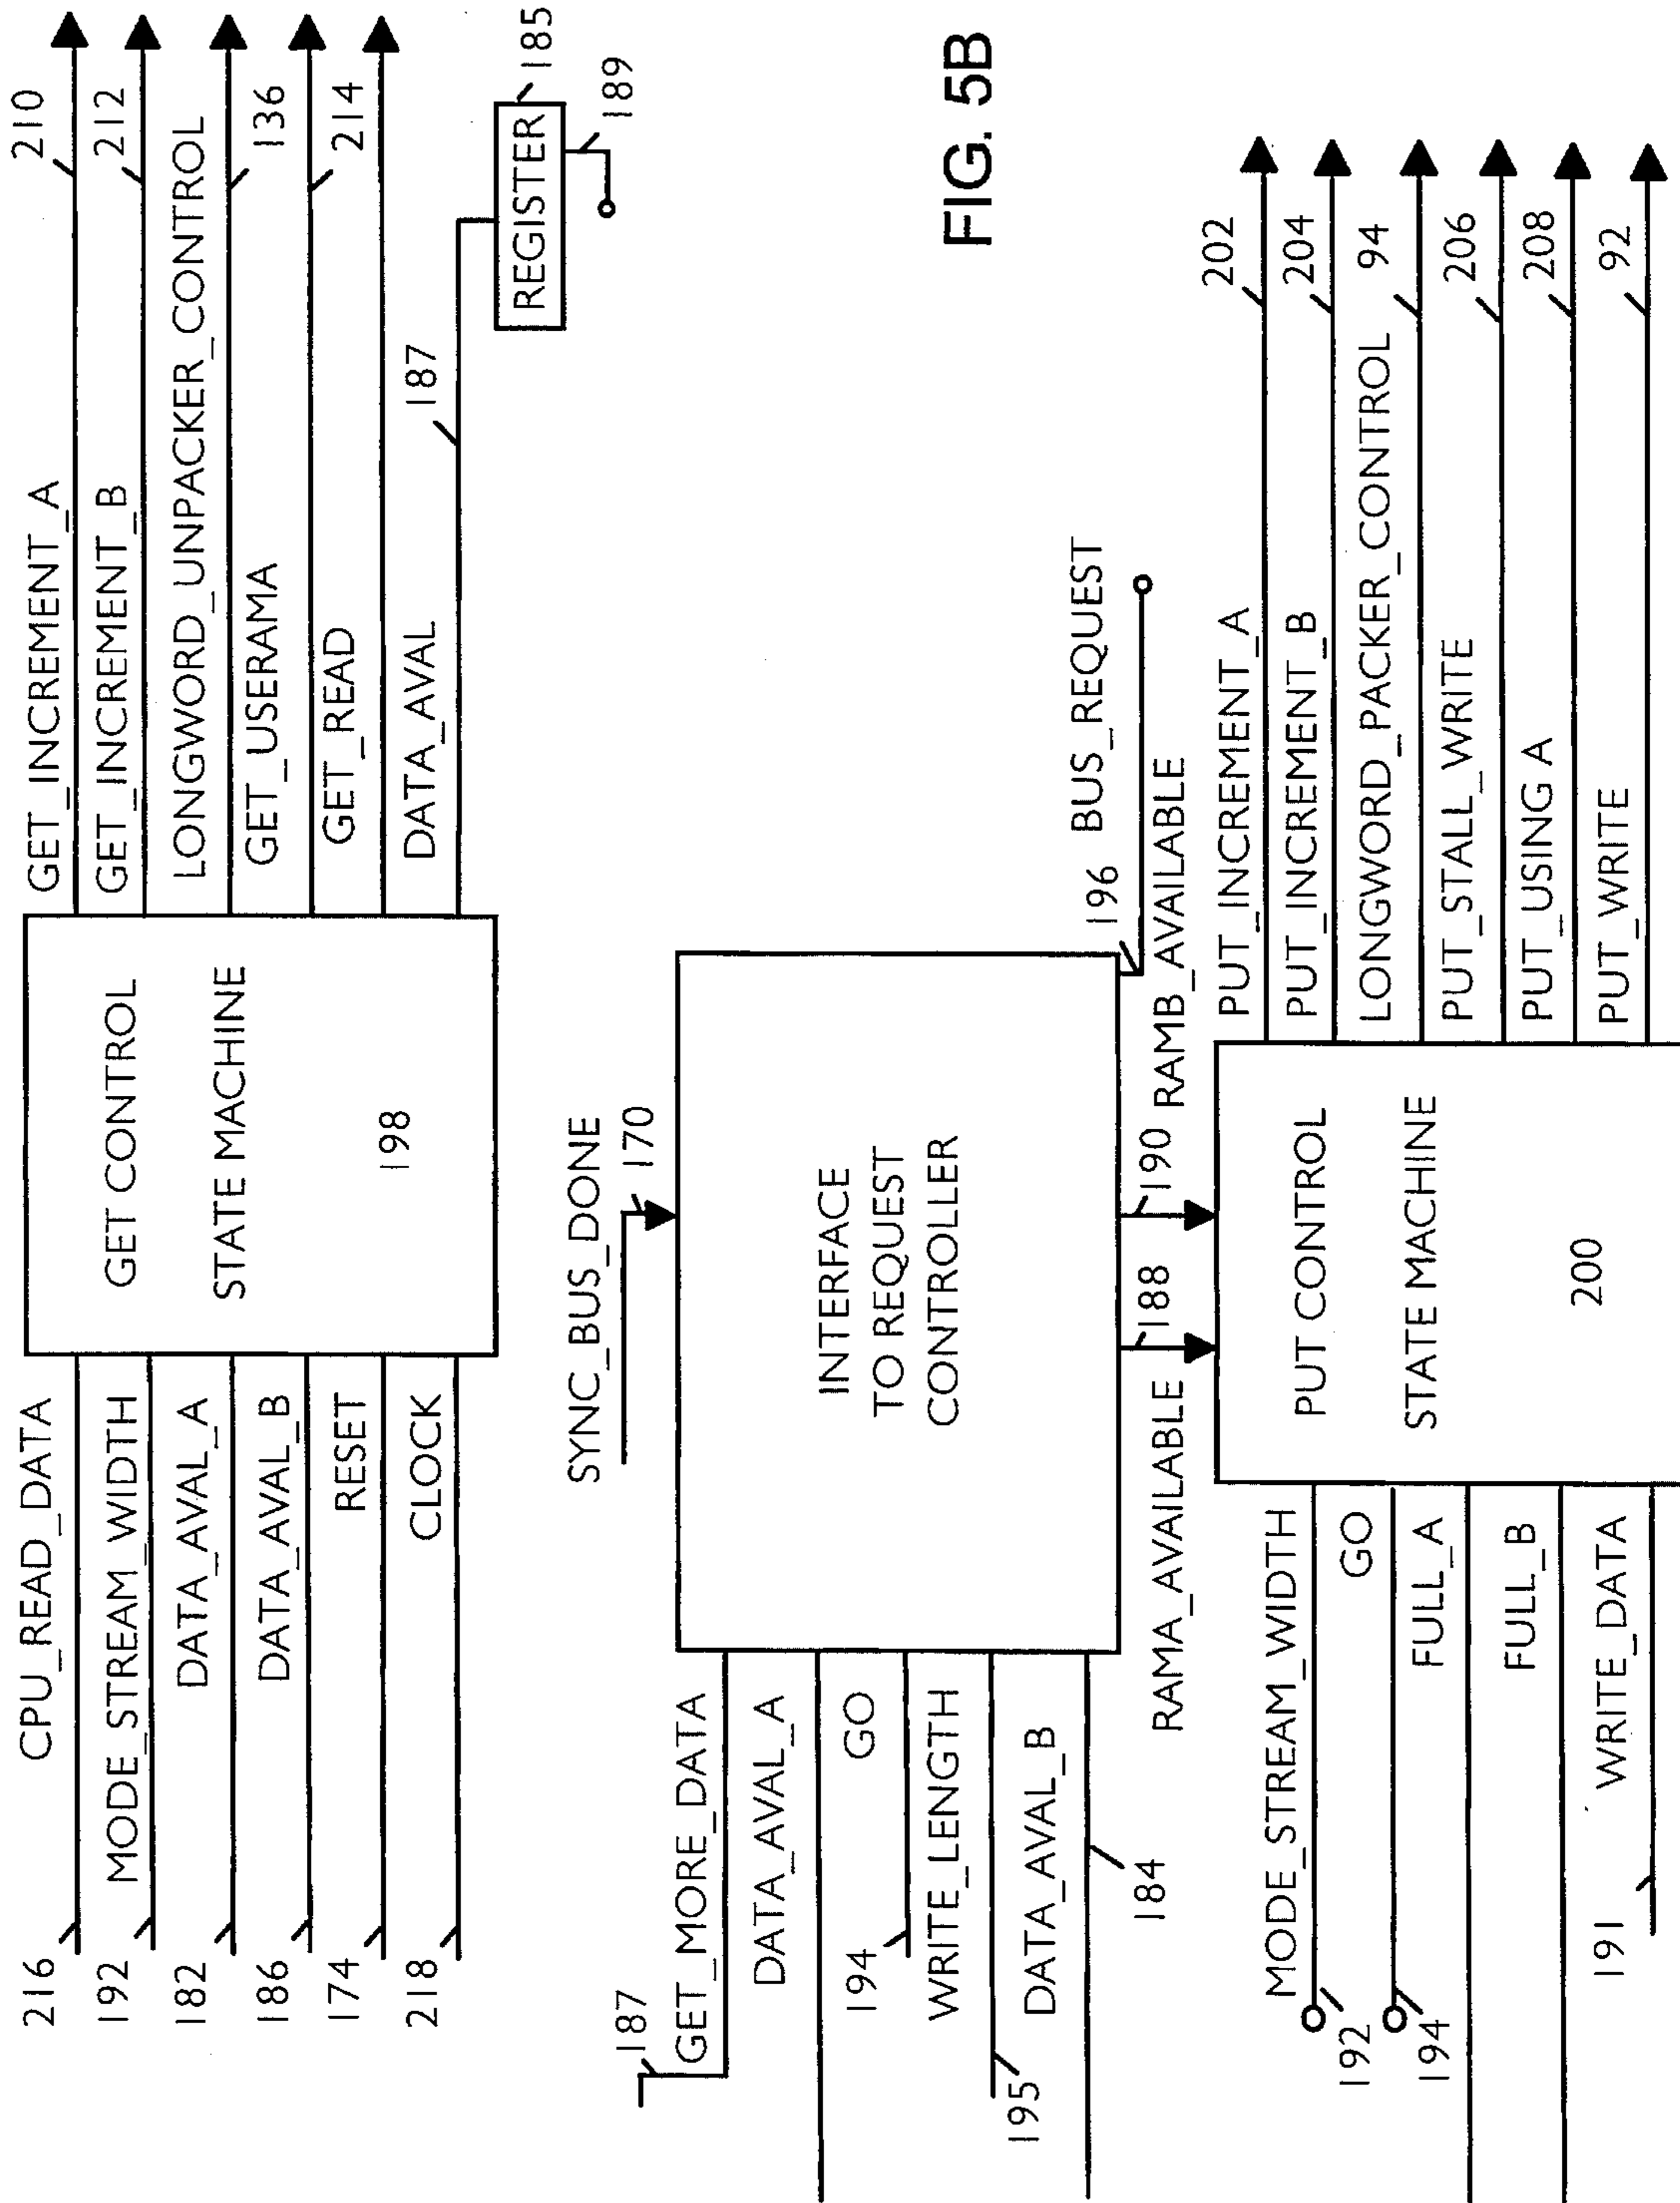 216
CPU_READ_DATA
192
MODE_STREAM_WIDTH
182
DATA_AVAL_A
186
DATA_AVAL_B
174
RESET
218
CLOCK
GET CONTROL
STATE MACHINE
198
GET_INCREMENT_A
210
GET_INCREMENT_B
212
LONGWORD_UNPACKER_CONTROL
136
GET_USERAMA
214
GET_READ
DATA_AVAL
187
REGISTER
185
189
SYNC_BUS_DONE
170
187
GET_MORE_DATA
DATA_AVAL_A
194
GO
WRITE_LENGTH
195
DATA_AVAL_B
184
INTERFACE
TO REQUEST
CONTROLLER
196
BUS_REQUEST
RAMA_AVAILABLE
188
190
RAMB_AVAILABLE
FIG. 5B
MODE_STREAM_WIDTH
192
GO
194
FULL_A
FULL_B
191
WRITE_DATA
PUT CONTROL
STATE MACHINE
200
PUT_INCREMENT_A
202
PUT_INCREMENT_B
204
LONGWORD_PACKER_CONTROL
94
PUT_STALL_WRITE
206
PUT_USING A
208
PUT_WRITE
92